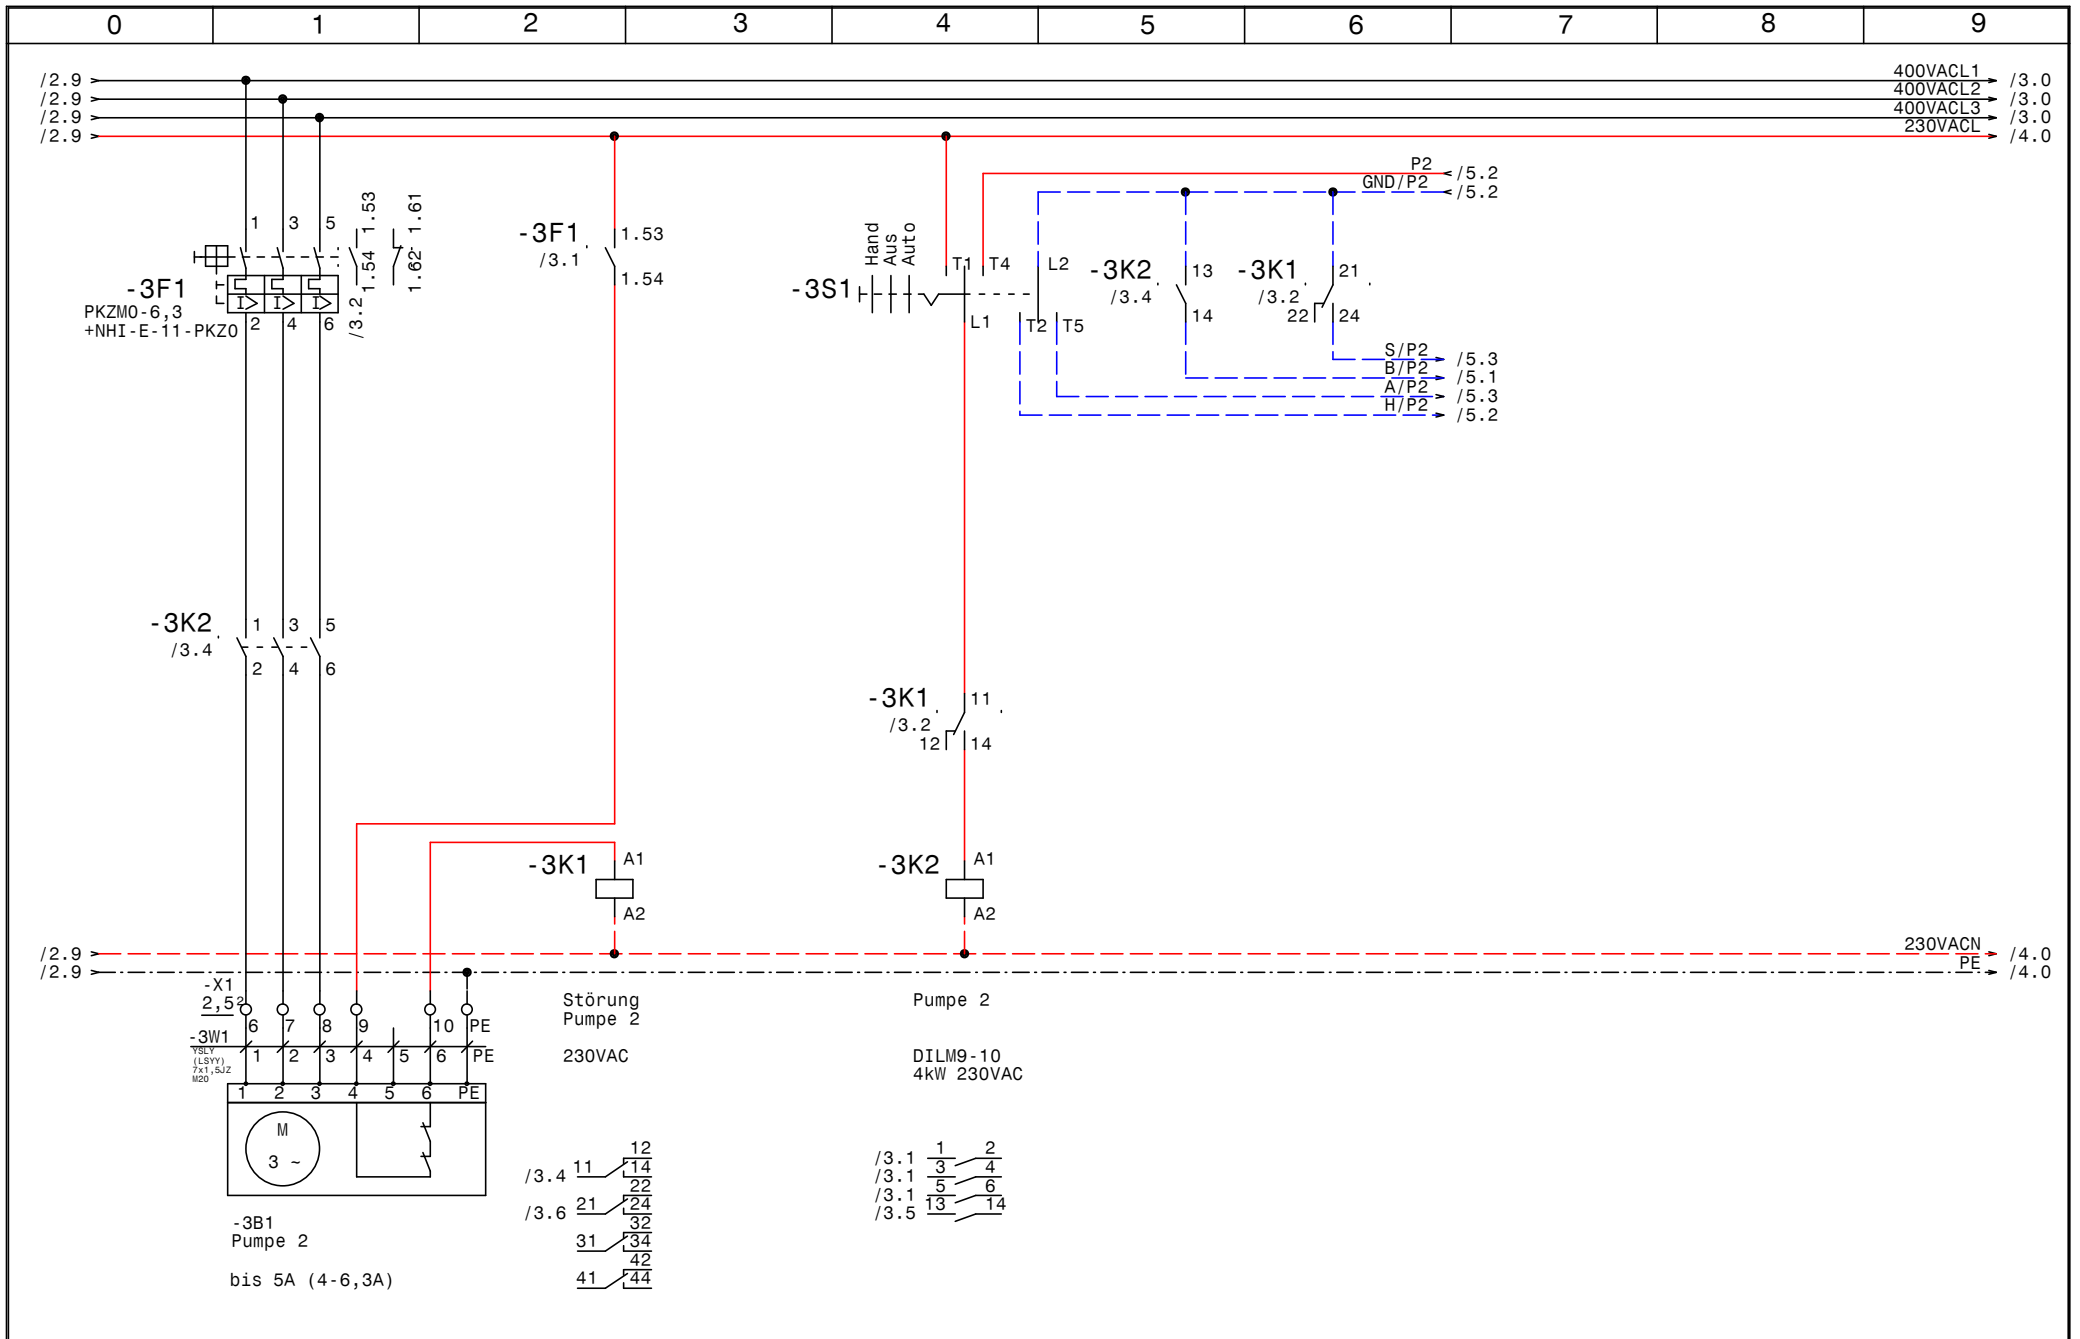 0 1 2 3 4 5 6 7 8 9
/2.9 400VACL1 /3.0
/2.9 400VACL2 /3.0
/2.9 400VACL3 /3.0
/2.9 230VACL /4.0
P2 /5.2
GND/P2 /5.2
1 3 5
1.53
1.54
1.61
1.62
/3.2
-3F1
PKZM0-6,3
+NHI-E-11-PKZ0
I> I> I>
2 4 6
-3F1 1.53
/3.1
1.54
Hand
Aus
Auto
-3S1
T1 T4 L2
L1 T2 T5
-3K2 13
/3.4
14
-3K1 21
/3.2
22 24
S/P2 /5.3
B/P2 /5.1
A/P2 /5.3
H/P2 /5.2
-3K2 1 3 5
/3.4
2 4 6
-3K1 11
/3.2
12 14
-3K1 A1
A2
-3K2 A1
A2
/2.9 230VACN /4.0
/2.9 PE /4.0
-X1
2,5²
6 7 8 9 10 PE
-3W1
YSLY
(LSYY)
7x1,5JZ
M20
1 2 3 4 5 6 PE
1 2 3 4 5 6 PE
M
3 ~
-3B1
Pumpe 2
bis 5A (4-6,3A)
Störung
Pumpe 2
230VAC
Pumpe 2
DILM9-10
4kW 230VAC
12
/3.4 11 14
22
/3.6 21 24
32
31 34
42
41 44
/3.1 1 2
/3.1 3 4
/3.1 5 6
/3.5 13 14